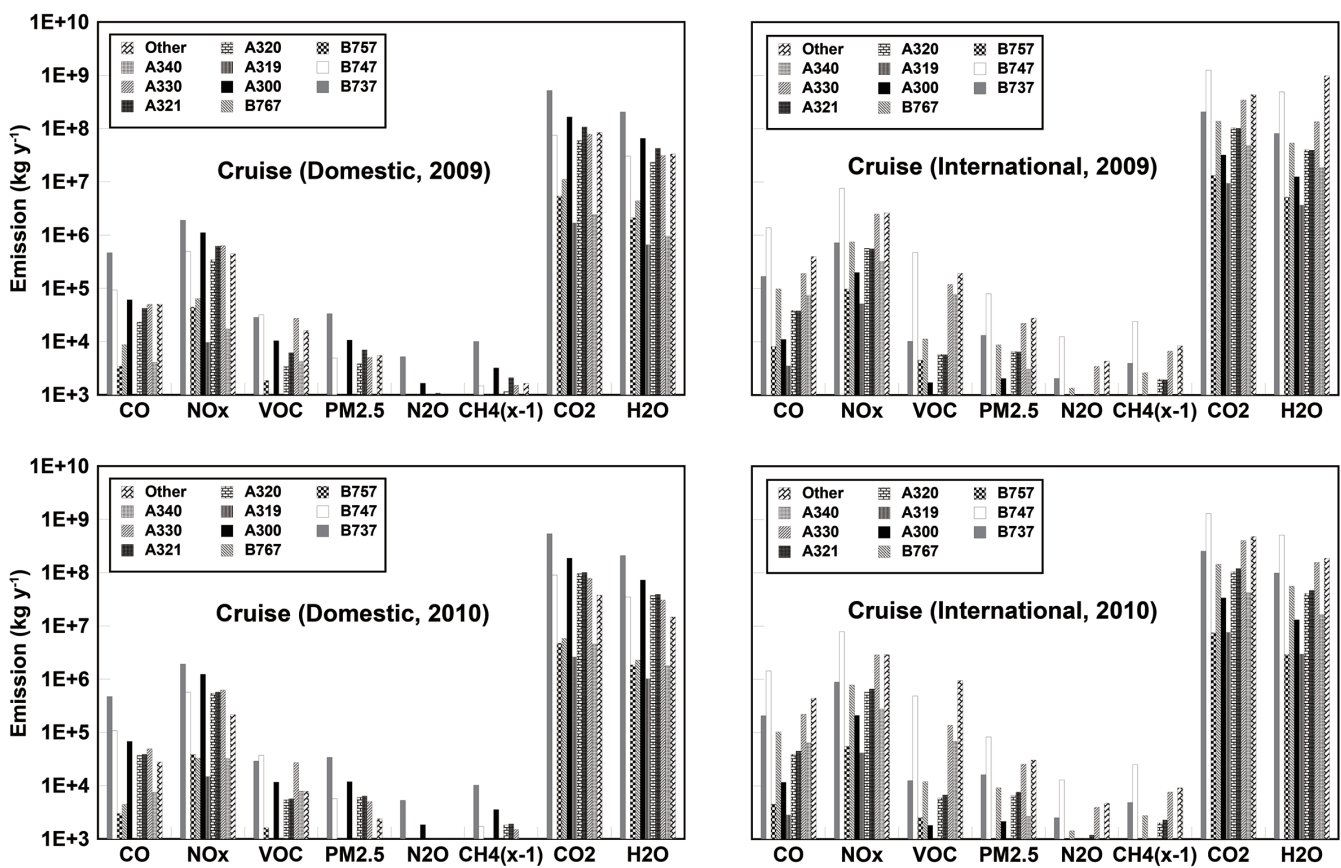 1E+10
1E+9
1E+8
1E+7
1E+6
1E+5
1E+4
1E+3
Emission (kg y-1)
Other A320 B757
A340 A319 B747
A330 A300 B737
A321 B767
Cruise (Domestic, 2009)
CO NOx VOC PM2.5 N2O CH4(x-1) CO2 H2O
Other A320 B757
A340 A319 B747
A330 A300 B737
A321 B767
Cruise (International, 2009)
CO NOx VOC PM2.5 N2O CH4(x-1) CO2 H2O
1E+10
1E+9
1E+8
1E+7
1E+6
1E+5
1E+4
1E+3
Emission (kg y-1)
Other A320 B757
A340 A319 B747
A330 A300 B737
A321 B767
Cruise (Domestic, 2010)
CO NOx VOC PM2.5 N2O CH4(x-1) CO2 H2O
Other A320 B757
A340 A319 B747
A330 A300 B737
A321 B767
Cruise (International, 2010)
CO NOx VOC PM2.5 N2O CH4(x-1) CO2 H2O